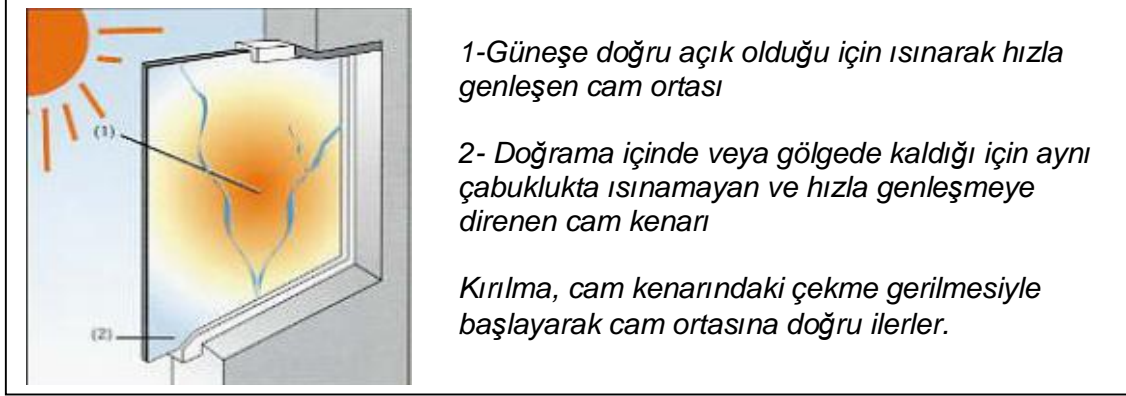 (1)
(2)
1-Güneşe doğru açık olduğu için ısınarak hızla
genleşen cam ortası
2- Doğrama içinde veya gölgede kaldığı için aynı
çabuklukta ısınamayan ve hızla genleşmeye
direnen cam kenarı
Kırılma, cam kenarındaki çekme gerilmesiyle
başlayarak cam ortasına doğru ilerler.